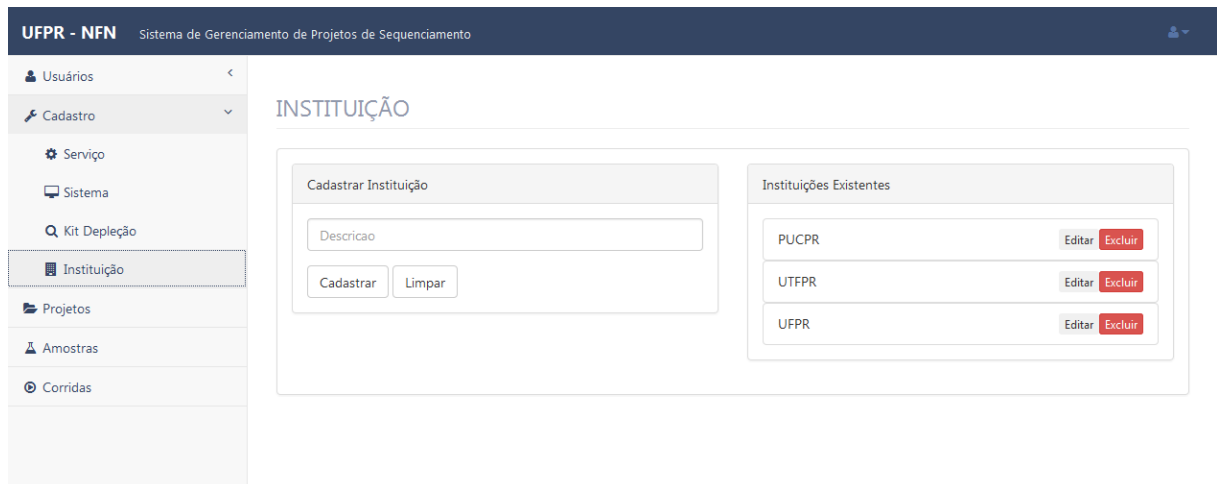 UFPR - NFN Sistema de Gerenciamento de Projetos de Sequenciamento
Usuários
Cadastro
Serviço
Sistema
Kit Depleção
Instituição
Projetos
Amostras
Corridas
INSTITUIÇÃO
Cadastrar Instituição
Descricao
Cadastrar Limpar
Instituições Existentes
PUCPR Editar Excluir
UTFPR Editar Excluir
UFPR Editar Excluir